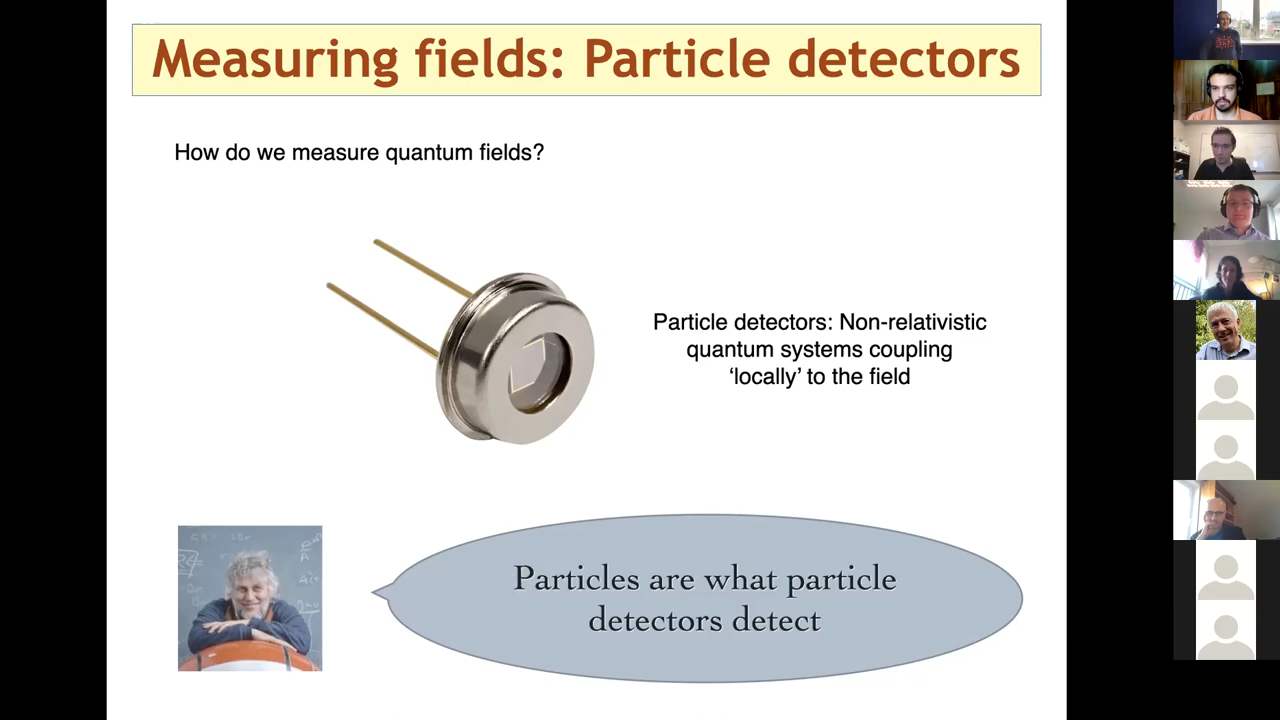 Measuring fields: Particle detectors
How do we measure quantum fields?
Particle detectors: Non-relativistic
quantum systems coupling
‘locally’ to the field
Particles are what particle
detectors detect